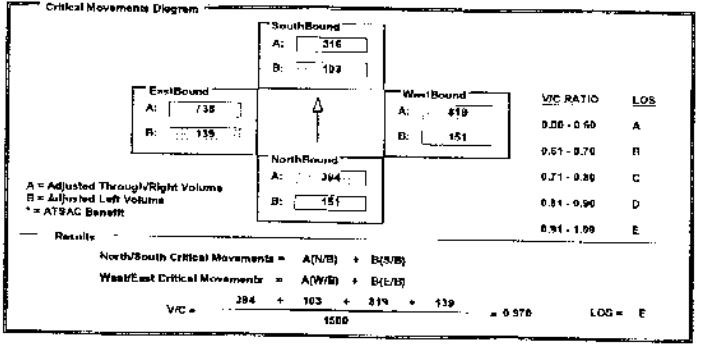 Critical Movements Diagram
SouthBound
A: 316
B: 103
EastBound
A: 738
B: 139
WestBound
A: 819
B: 151
NorthBound
A: 394
B: 151
V/C RATIO LOS
0.00 - 0.60 A
0.61 - 0.70 B
0.71 - 0.80 C
0.81 - 0.90 D
0.91 - 1.00 E
A = Adjusted Through/Right Volume
B = Adjusted Left Volume
* = ATSAC Benefit
Results
North/South Critical Movements = A(N/B) + B(S/B)
West/East Critical Movements = A(W/B) + B(E/B)
V/C = 394 + 103 + 819 + 139 = 0.970 LOS = E
1500